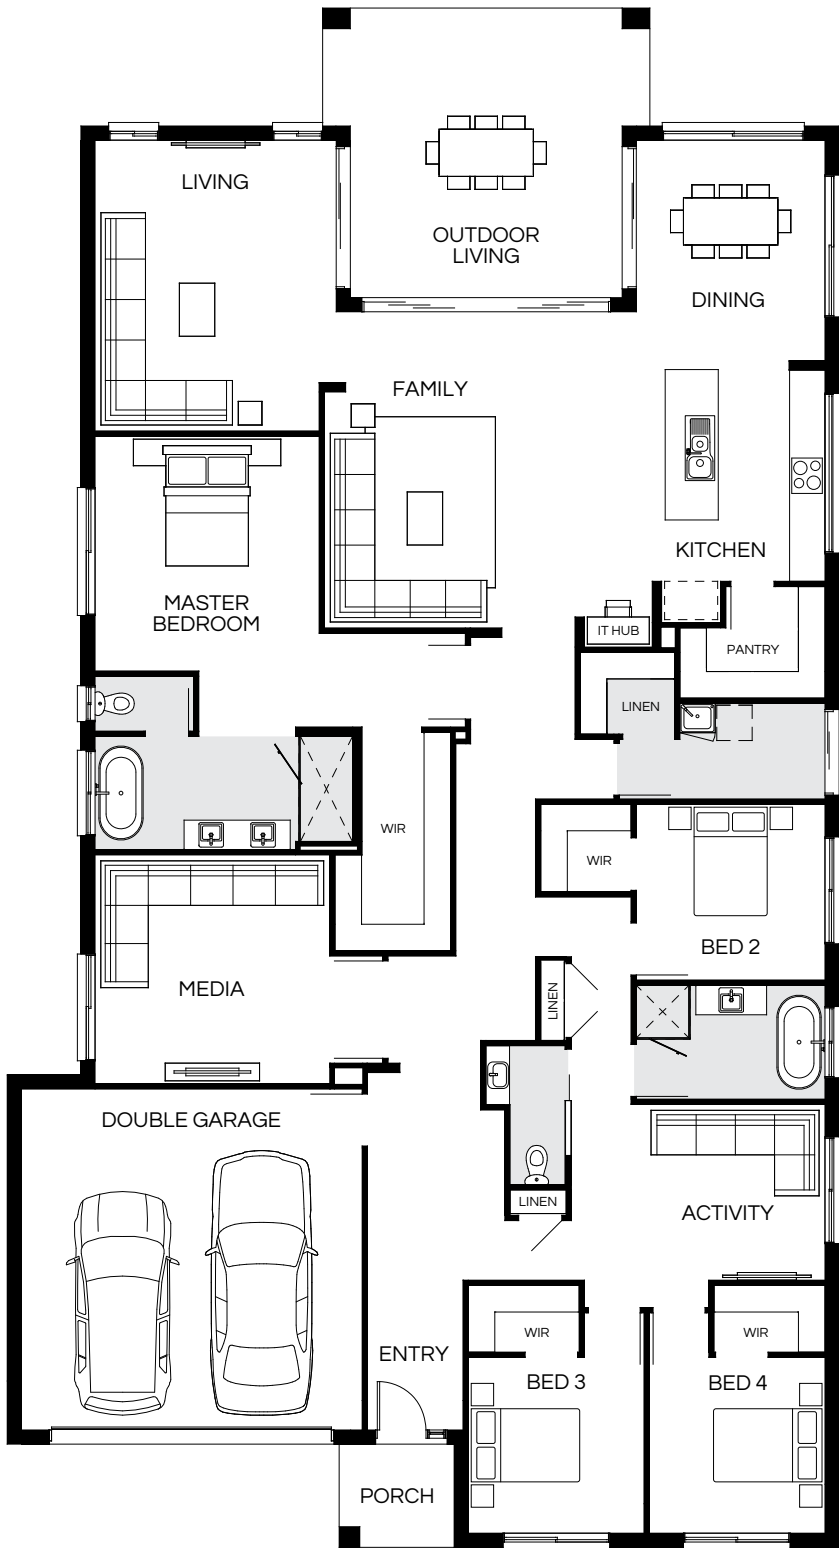 LIVING
OUTDOOR
LIVING
DINING
FAMILY
KITCHEN
MASTER
BEDROOM
IT HUB
PANTRY
LINEN
WIR
WIR
BED 2
MEDIA
LINEN
DOUBLE GARAGE
LINEN
ACTIVITY
WIR
WIR
ENTRY
BED 3
BED 4
PORCH